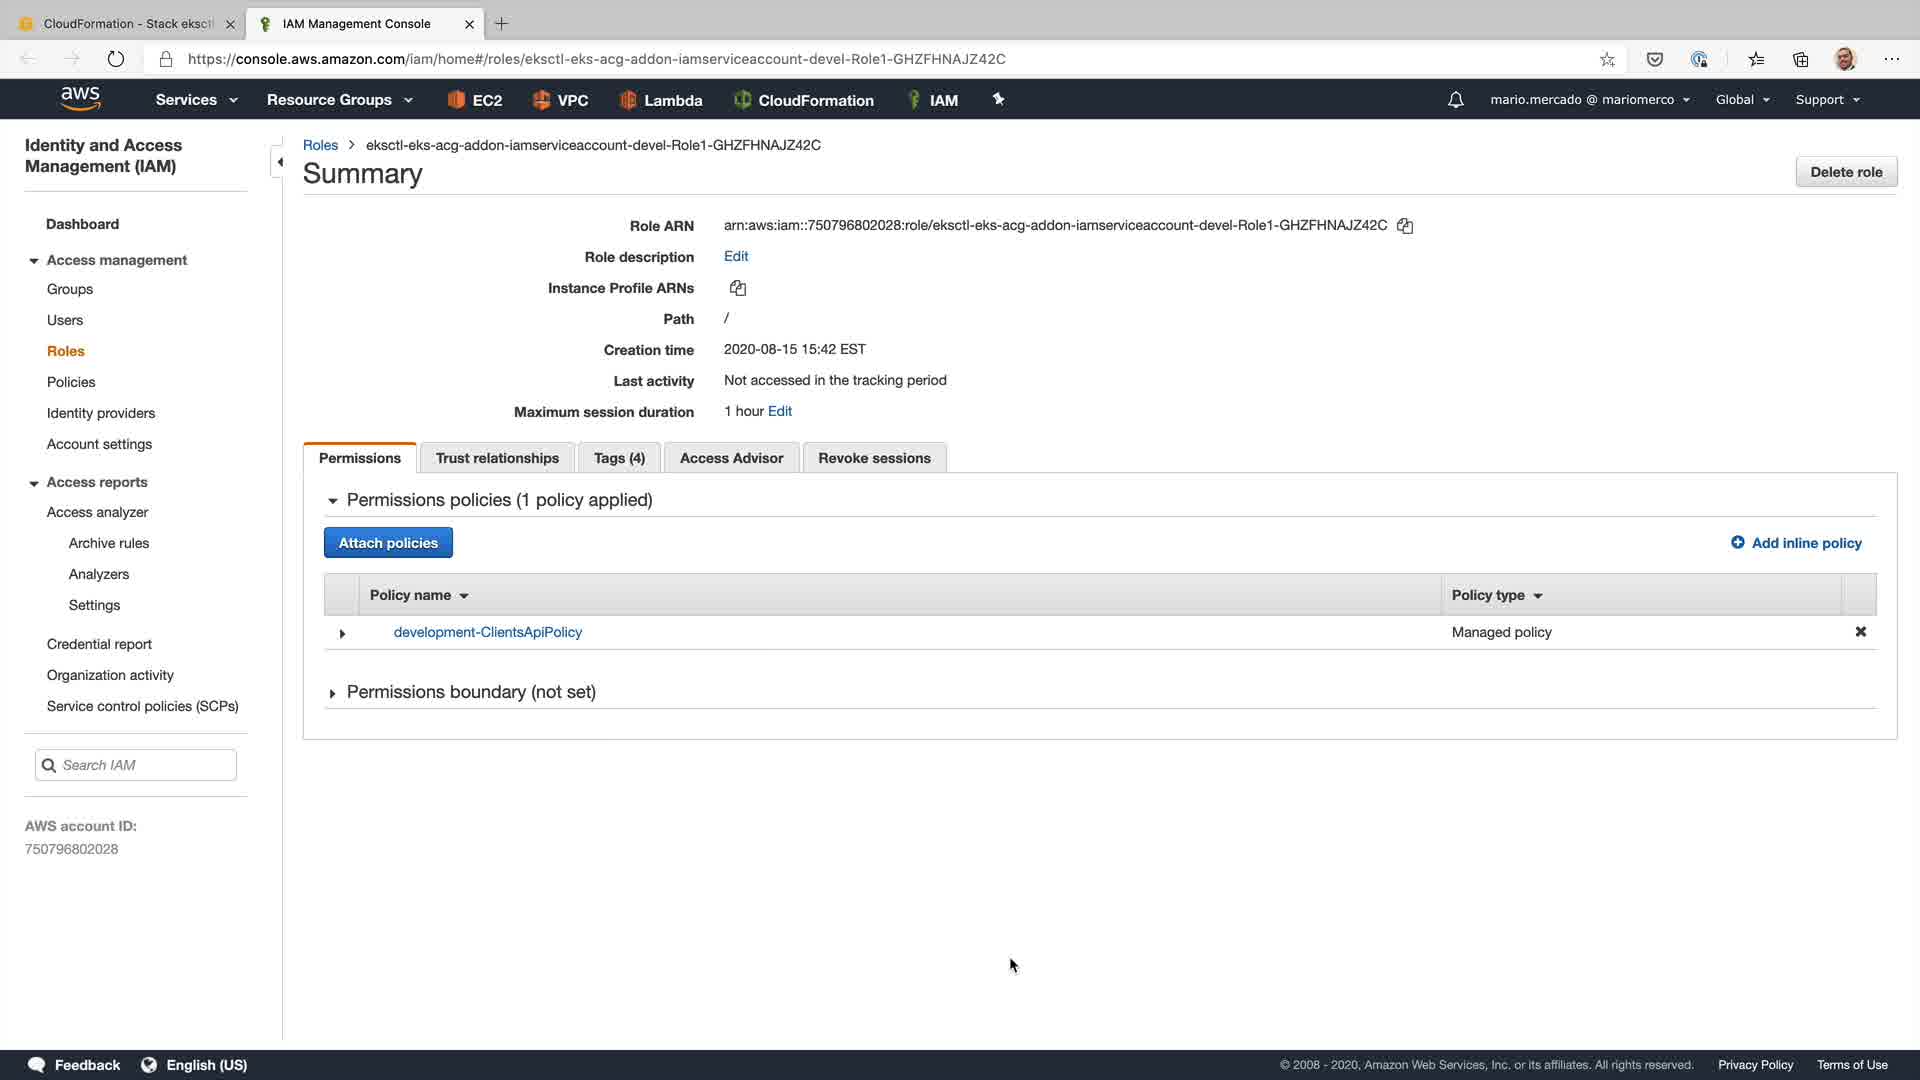 CloudFormation - Stack eksctl
IAM Management Console
https://console.aws.amazon.com/iam/home#/roles/eksctl-eks-acg-addon-iamserviceaccount-devel-Role1-GHZFHNAJZ42C
aws
Services
Resource Groups
EC2
VPC
Lambda
CloudFormation
IAM
mario.mercado @ mariomerco
Global
Support
Identity and Access
Management (IAM)
Dashboard
Access management
Groups
Users
Roles
Policies
Identity providers
Account settings
Access reports
Access analyzer
Archive rules
Analyzers
Settings
Credential report
Organization activity
Service control policies (SCPs)
Search IAM
AWS account ID:
750796802028
Roles > eksctl-eks-acg-addon-iamserviceaccount-devel-Role1-GHZFHNAJZ42C
Summary
Delete role
Role ARN arn:aws:iam::750796802028:role/eksctl-eks-acg-addon-iamserviceaccount-devel-Role1-GHZFHNAJZ42C
Role description Edit
Instance Profile ARNs
Path /
Creation time 2020-08-15 15:42 EST
Last activity Not accessed in the tracking period
Maximum session duration 1 hour Edit
Permissions
Trust relationships
Tags (4)
Access Advisor
Revoke sessions
Permissions policies (1 policy applied)
Attach policies
Add inline policy
Policy name
Policy type
development-ClientsApiPolicy
Managed policy
Permissions boundary (not set)
Feedback
English (US)
© 2008 - 2020, Amazon Web Services, Inc. or its affiliates. All rights reserved.
Privacy Policy
Terms of Use